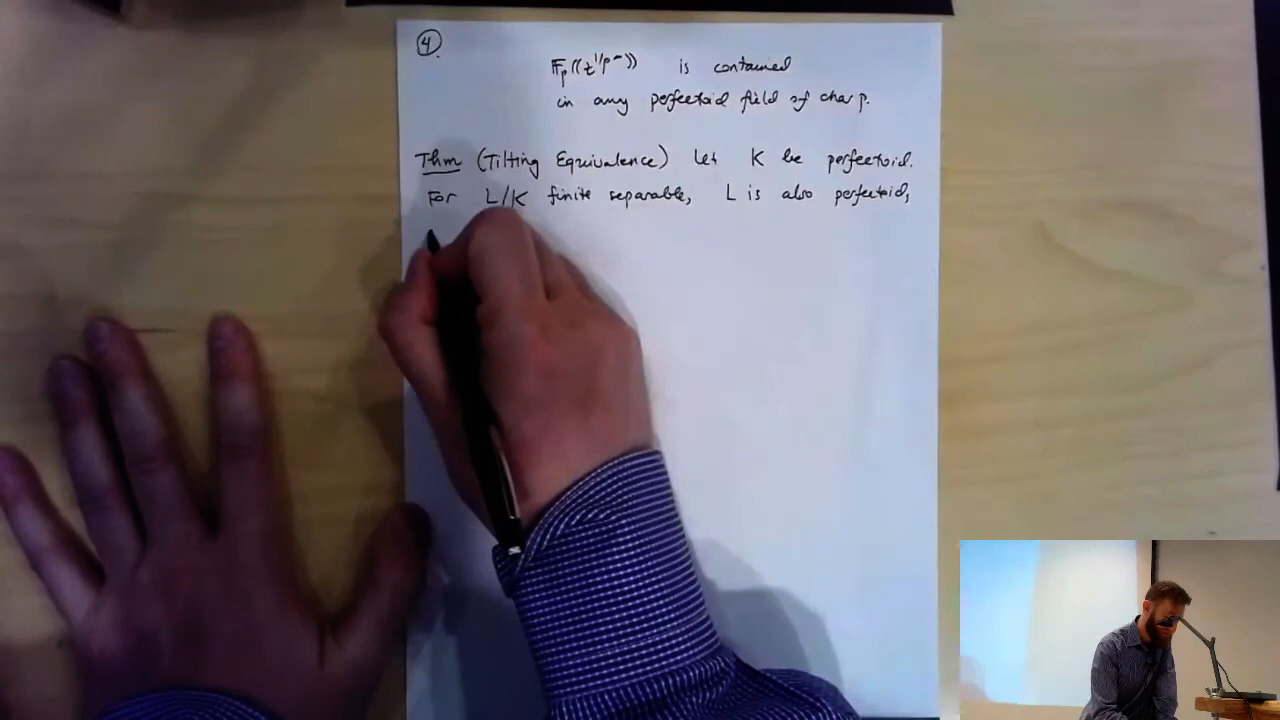 4.
𝔽p((t^1/p^∞)) is contained
in any perfectoid field of char p.
Thm (Tilting Equivalence) Let K be perfectoid.
For L/K finite separable, L is also perfectoid,